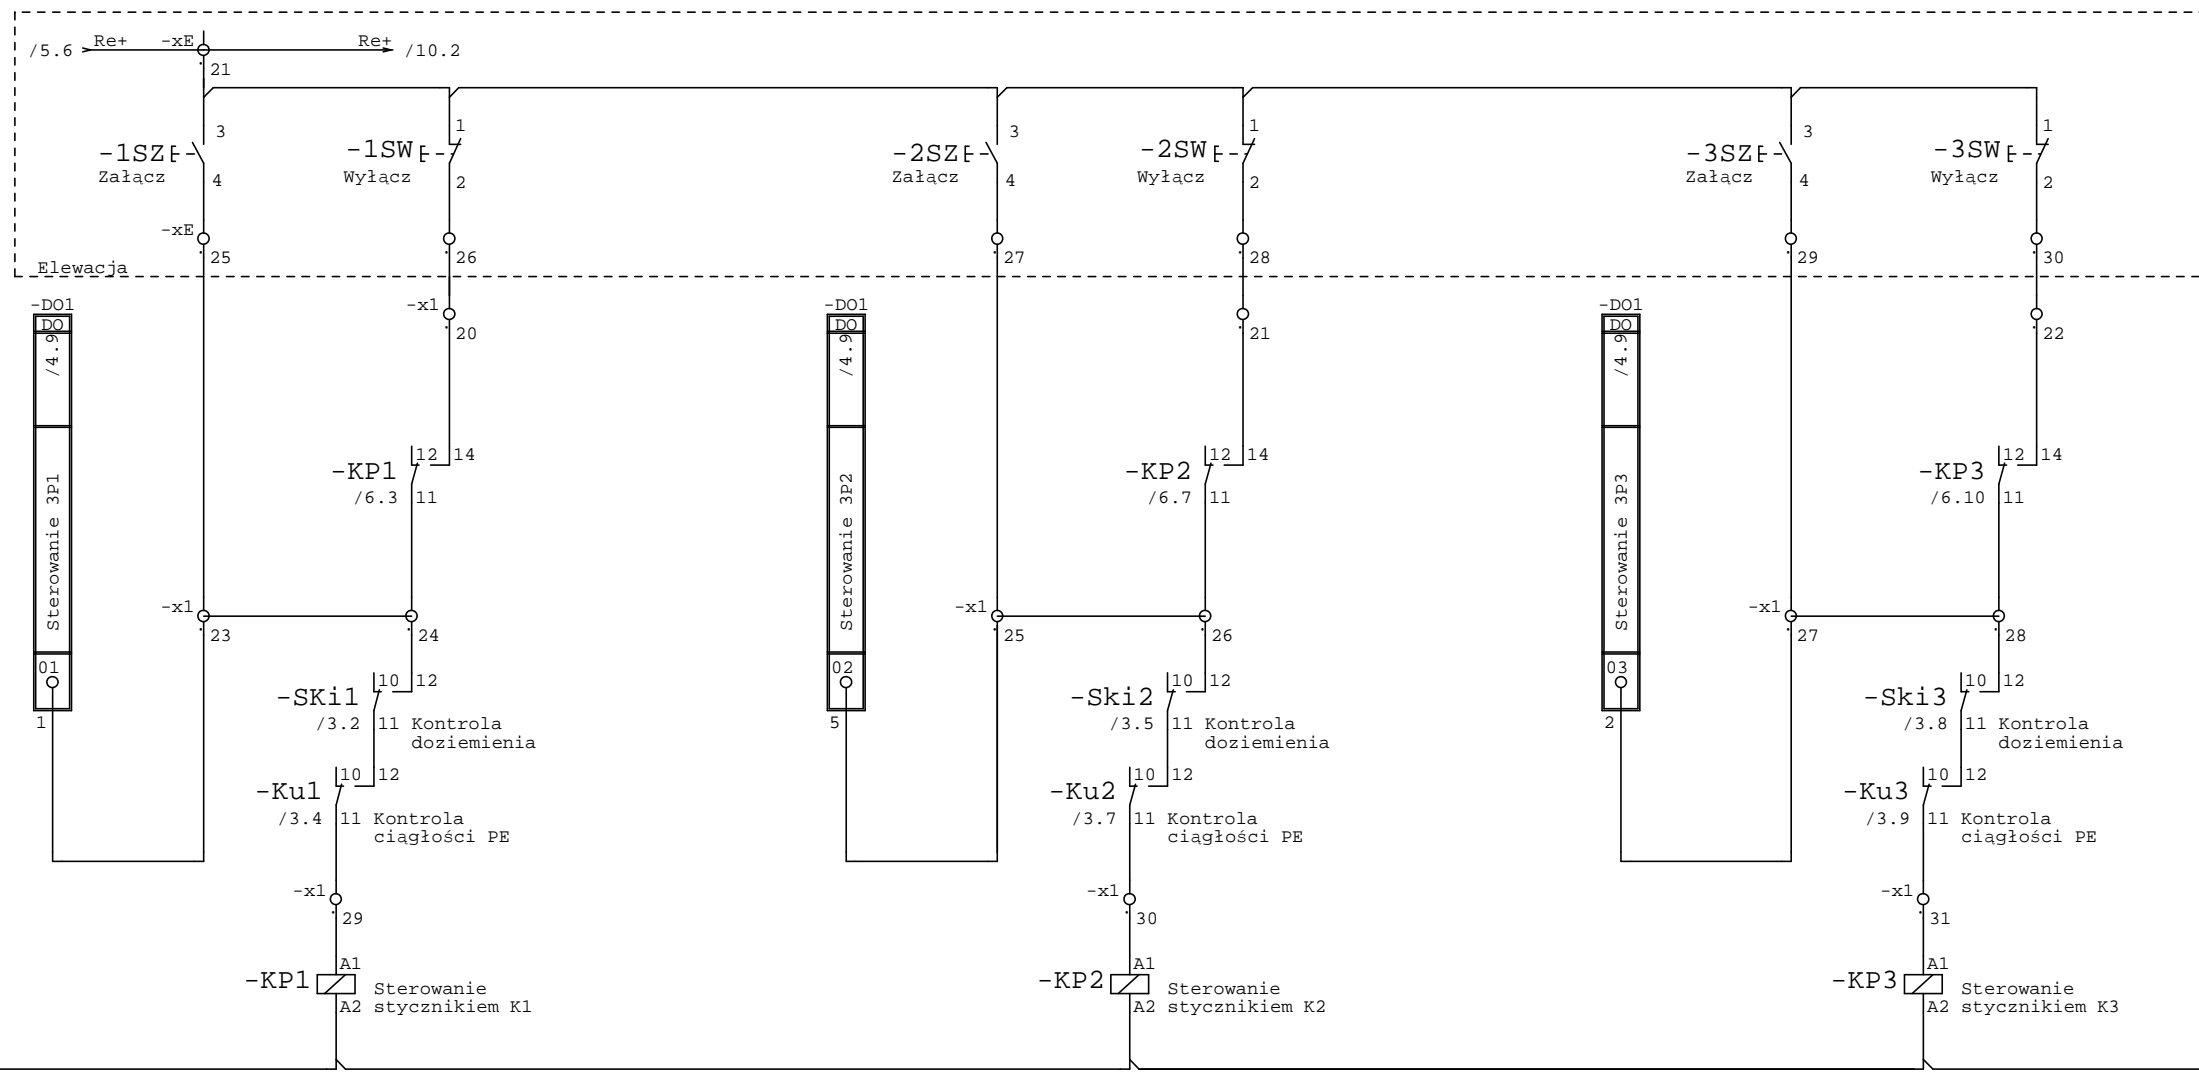 /5.6 Re+ -xE Re+ /10.2
21
3 1 3 1 3 1
-1SZ -1SW -2SZ -2SW -3SZ -3SW
Załącz 4 Wyłącz 2 Załącz 4 Wyłącz 2 Załącz 4 Wyłącz 2
-xE
25 26 27 28 29 30
Elewacja
-DO1 -x1 -DO1 -DO1
DO 20 DO 21 DO 22
/4.9 /4.9 /4.9
12 14 12 14 12 14
-KP1 -KP2 -KP3
/6.3 11 /6.7 11 /6.10 11
Sterowanie 3P1 Sterowanie 3P2 Sterowanie 3P3
-x1 -x1 -x1
23 24 25 26 27 28
01 10 12 02 10 12 03 10 12
-SKi1 -Ski2 -Ski3
1 /3.2 11 Kontrola 5 /3.5 11 Kontrola 2 /3.8 11 Kontrola
doziemienia doziemienia doziemienia
10 12 10 12 10 12
-Ku1 -Ku2 -Ku3
/3.4 11 Kontrola /3.7 11 Kontrola /3.9 11 Kontrola
ciągłości PE ciągłości PE ciągłości PE
-x1 -x1 -x1
29 30 31
A1 A1 A1
-KP1 Sterowanie -KP2 Sterowanie -KP3 Sterowanie
A2 stycznikiem K1 A2 stycznikiem K2 A2 stycznikiem K3